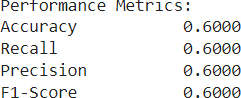 Performance Metrics:
Accuracy 0.6000
Recall 0.6000
Precision 0.6000
F1-Score 0.6000